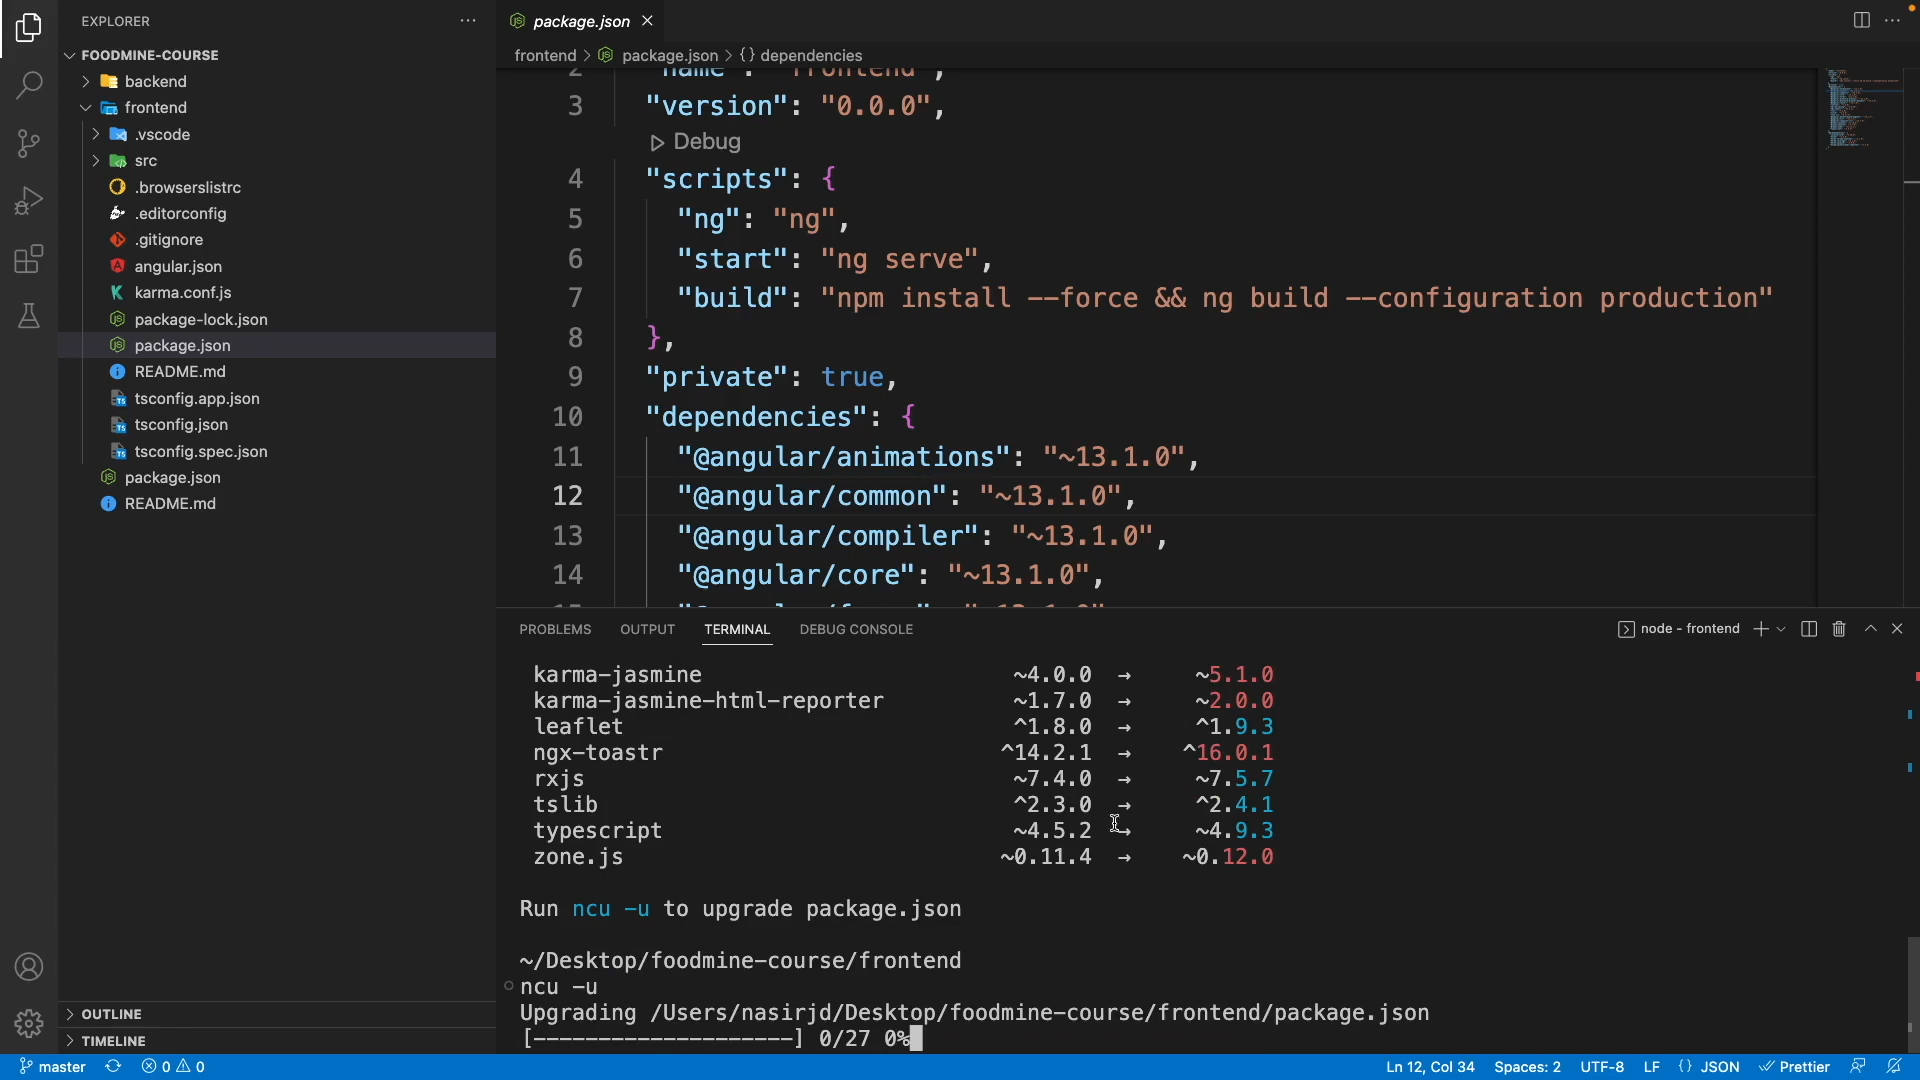 EXPLORER
FOODMINE-COURSE
backend
frontend
.vscode
src
.browserslistrc
.editorconfig
.gitignore
angular.json
karma.conf.js
package-lock.json
package.json
README.md
tsconfig.app.json
tsconfig.json
tsconfig.spec.json
package.json
README.md
OUTLINE
TIMELINE
package.json
frontend > package.json > {} dependencies
2 "name": "frontend",
3 "version": "0.0.0",
Debug
4 "scripts": {
5 "ng": "ng",
6 "start": "ng serve",
7 "build": "npm install --force && ng build --configuration production"
8 },
9 "private": true,
10 "dependencies": {
11 "@angular/animations": "~13.1.0",
12 "@angular/common": "~13.1.0",
13 "@angular/compiler": "~13.1.0",
14 "@angular/core": "~13.1.0",
PROBLEMS OUTPUT TERMINAL DEBUG CONSOLE node - frontend
karma-jasmine ~4.0.0 → ~5.1.0
karma-jasmine-html-reporter ~1.7.0 → ~2.0.0
leaflet ^1.8.0 → ^1.9.3
ngx-toastr ^14.2.1 → ^16.0.1
rxjs ~7.4.0 → ~7.5.7
tslib ^2.3.0 → ^2.4.1
typescript ~4.5.2 → ~4.9.3
zone.js ~0.11.4 → ~0.12.0
Run ncu -u to upgrade package.json
~/Desktop/foodmine-course/frontend
ncu -u
Upgrading /Users/nasirjd/Desktop/foodmine-course/frontend/package.json
[--------------------] 0/27 0%
master 0 0 Ln 12, Col 34 Spaces: 2 UTF-8 LF {} JSON Prettier